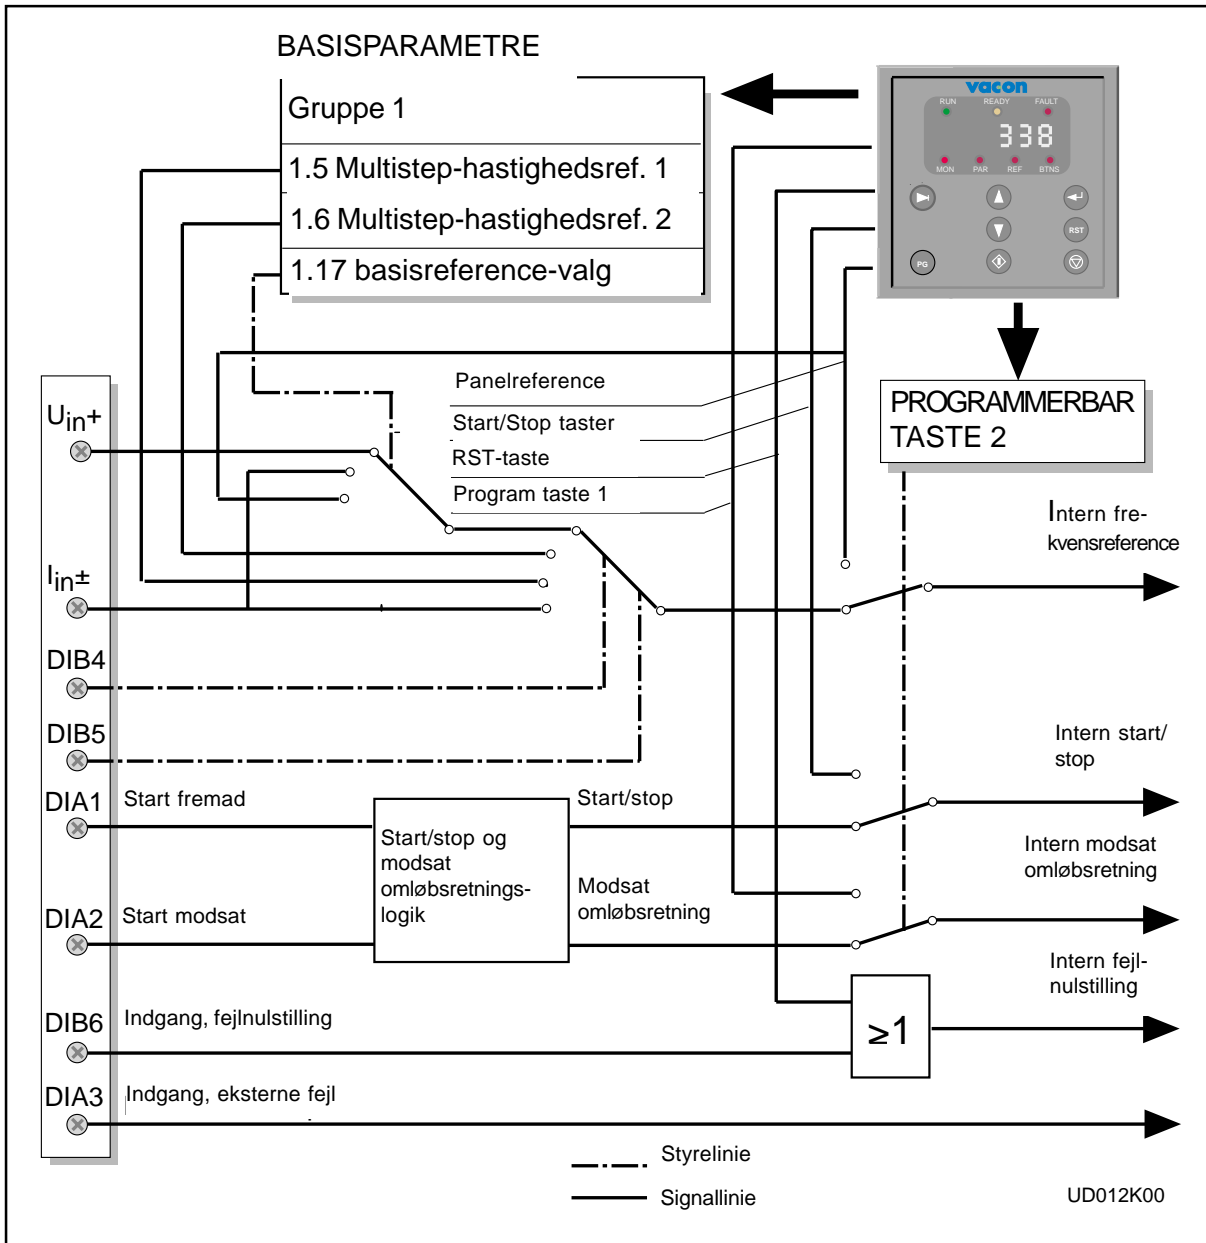 BASISPARAMETRE
Gruppe 1
1.5 Multistep-hastighedsref. 1
1.6 Multistep-hastighedsref. 2
1.17 basisreference-valg
vacon
RUN READY FAULT
338
MON PAR REF BTNS
RST
PG
PROGRAMMERBAR
TASTE 2
Panelreference
Start/Stop taster
RST-taste
Program taste 1
Uin+
Iin±
DIB4
DIB5
DIA1
DIA2
DIB6
DIA3
Start fremad
Start modsat
Indgang, fejlnulstilling
Indgang, eksterne fejl
Start/stop og
modsat
omløbsretnings-
logik
Start/stop
Modsat
omløbsretning
≥1
Intern fre-
kvensreference
Intern start/
stop
Intern modsat
omløbsretning
Intern fejl-
nulstilling
Styrelinie
Signallinie
UD012K00